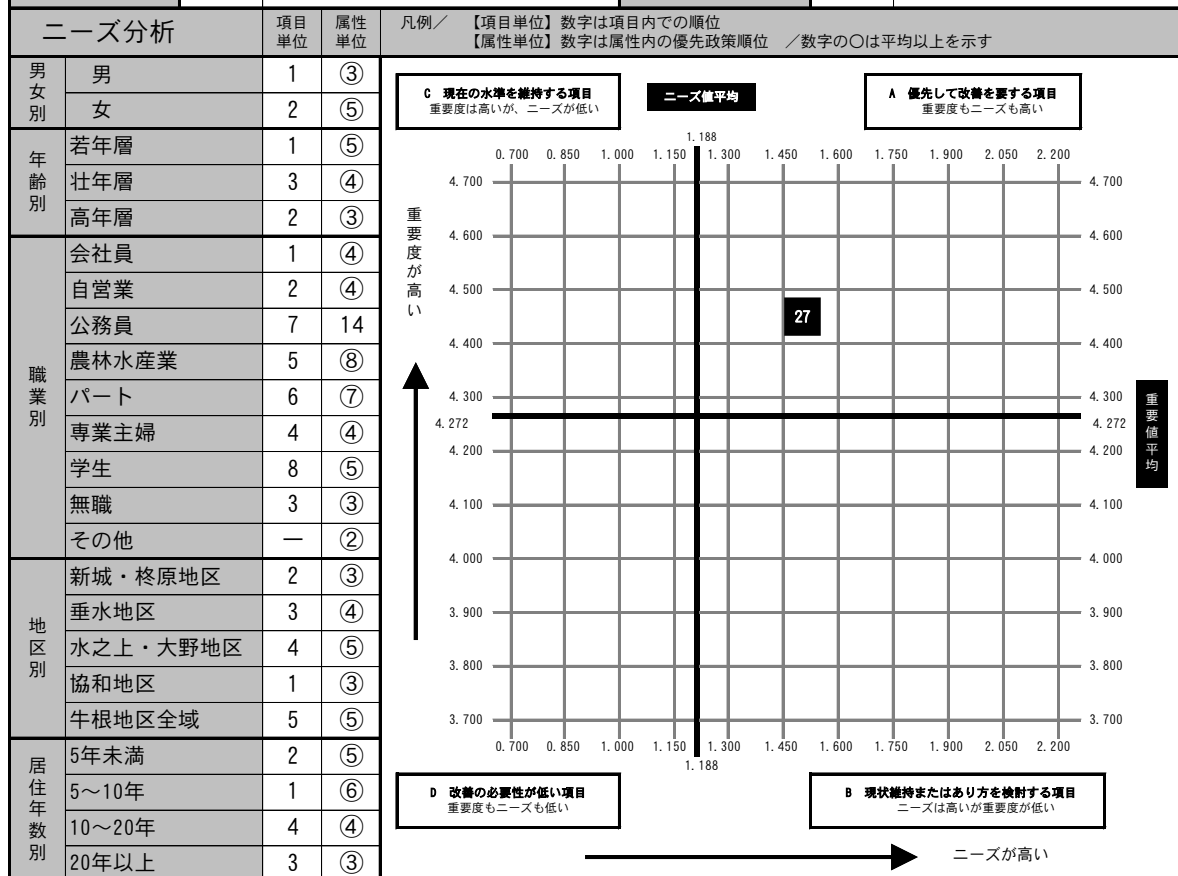 ニーズ分析 項目単位 属性単位
凡例／ 【項目単位】数字は項目内での順位
【属性単位】数字は属性内の優先政策順位 ／数字の〇は平均以上を示す
男女別
男 1 ③
女 2 ⑤
年齢別
若年層 1 ⑤
壮年層 3 ④
高年層 2 ③
職業別
会社員 1 ④
自営業 2 ④
公務員 7 14
農林水産業 5 ⑧
パート 6 ⑦
専業主婦 4 ④
学生 8 ⑤
無職 3 ③
その他 ― ②
地区別
新城・柊原地区 2 ③
垂水地区 3 ④
水之上・大野地区 4 ⑤
協和地区 1 ③
牛根地区全域 5 ⑤
居住年数別
5年未満 2 ⑤
5～10年 1 ⑥
10～20年 4 ④
20年以上 3 ③
C 現在の水準を維持する項目
重要度は高いが、ニーズが低い
ニーズ値平均
A 優先して改善を要する項目
重要度もニーズも高い
1.188
0.700 0.850 1.000 1.150 1.300 1.450 1.600 1.750 1.900 2.050 2.200
重要度が高い
4.700 4.700
4.600 4.600
4.500 4.500
27
4.400 4.400
4.300 4.300
4.272 4.272
重要値平均
4.200 4.200
4.100 4.100
4.000 4.000
3.900 3.900
3.800 3.800
3.700 3.700
0.700 0.850 1.000 1.150 1.300 1.450 1.600 1.750 1.900 2.050 2.200
1.188
D 改善の必要性が低い項目
重要度もニーズも低い
B 現状維持またはあり方を検討する項目
ニーズは高いが重要度が低い
ニーズが高い